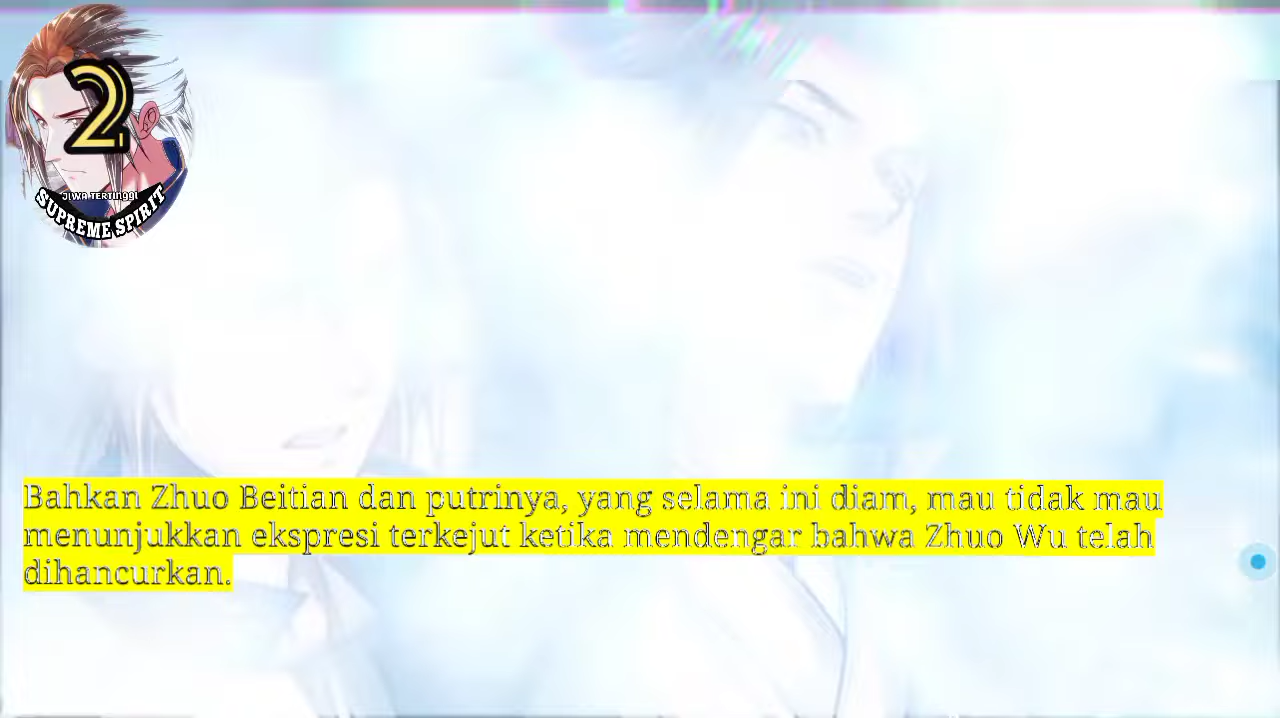 2
JIWA TERTINGGI
SUPREME SPIRIT
Bahkan Zhuo Beitian dan putrinya, yang selama ini diam, mau tidak mau
menunjukkan ekspresi terkejut ketika mendengar bahwa Zhuo Wu telah
dihancurkan.